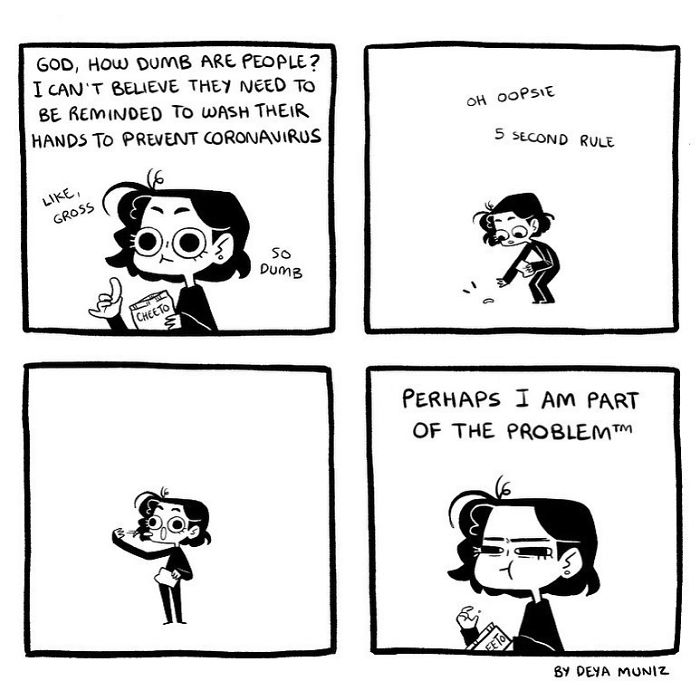 GOD, HOW DUMB ARE PEOPLE?
I CAN'T BELIEVE THEY NEED TO
BE REMINDED TO WASH THEIR
HANDS TO PREVENT CORONAVIRUS
LIKE,
GROSS
SO
DUMB
CHEETO
OH OOPSIE
5 SECOND RULE
PERHAPS I AM PART
OF THE PROBLEM™
EETO
BY DEYA MUNIZ